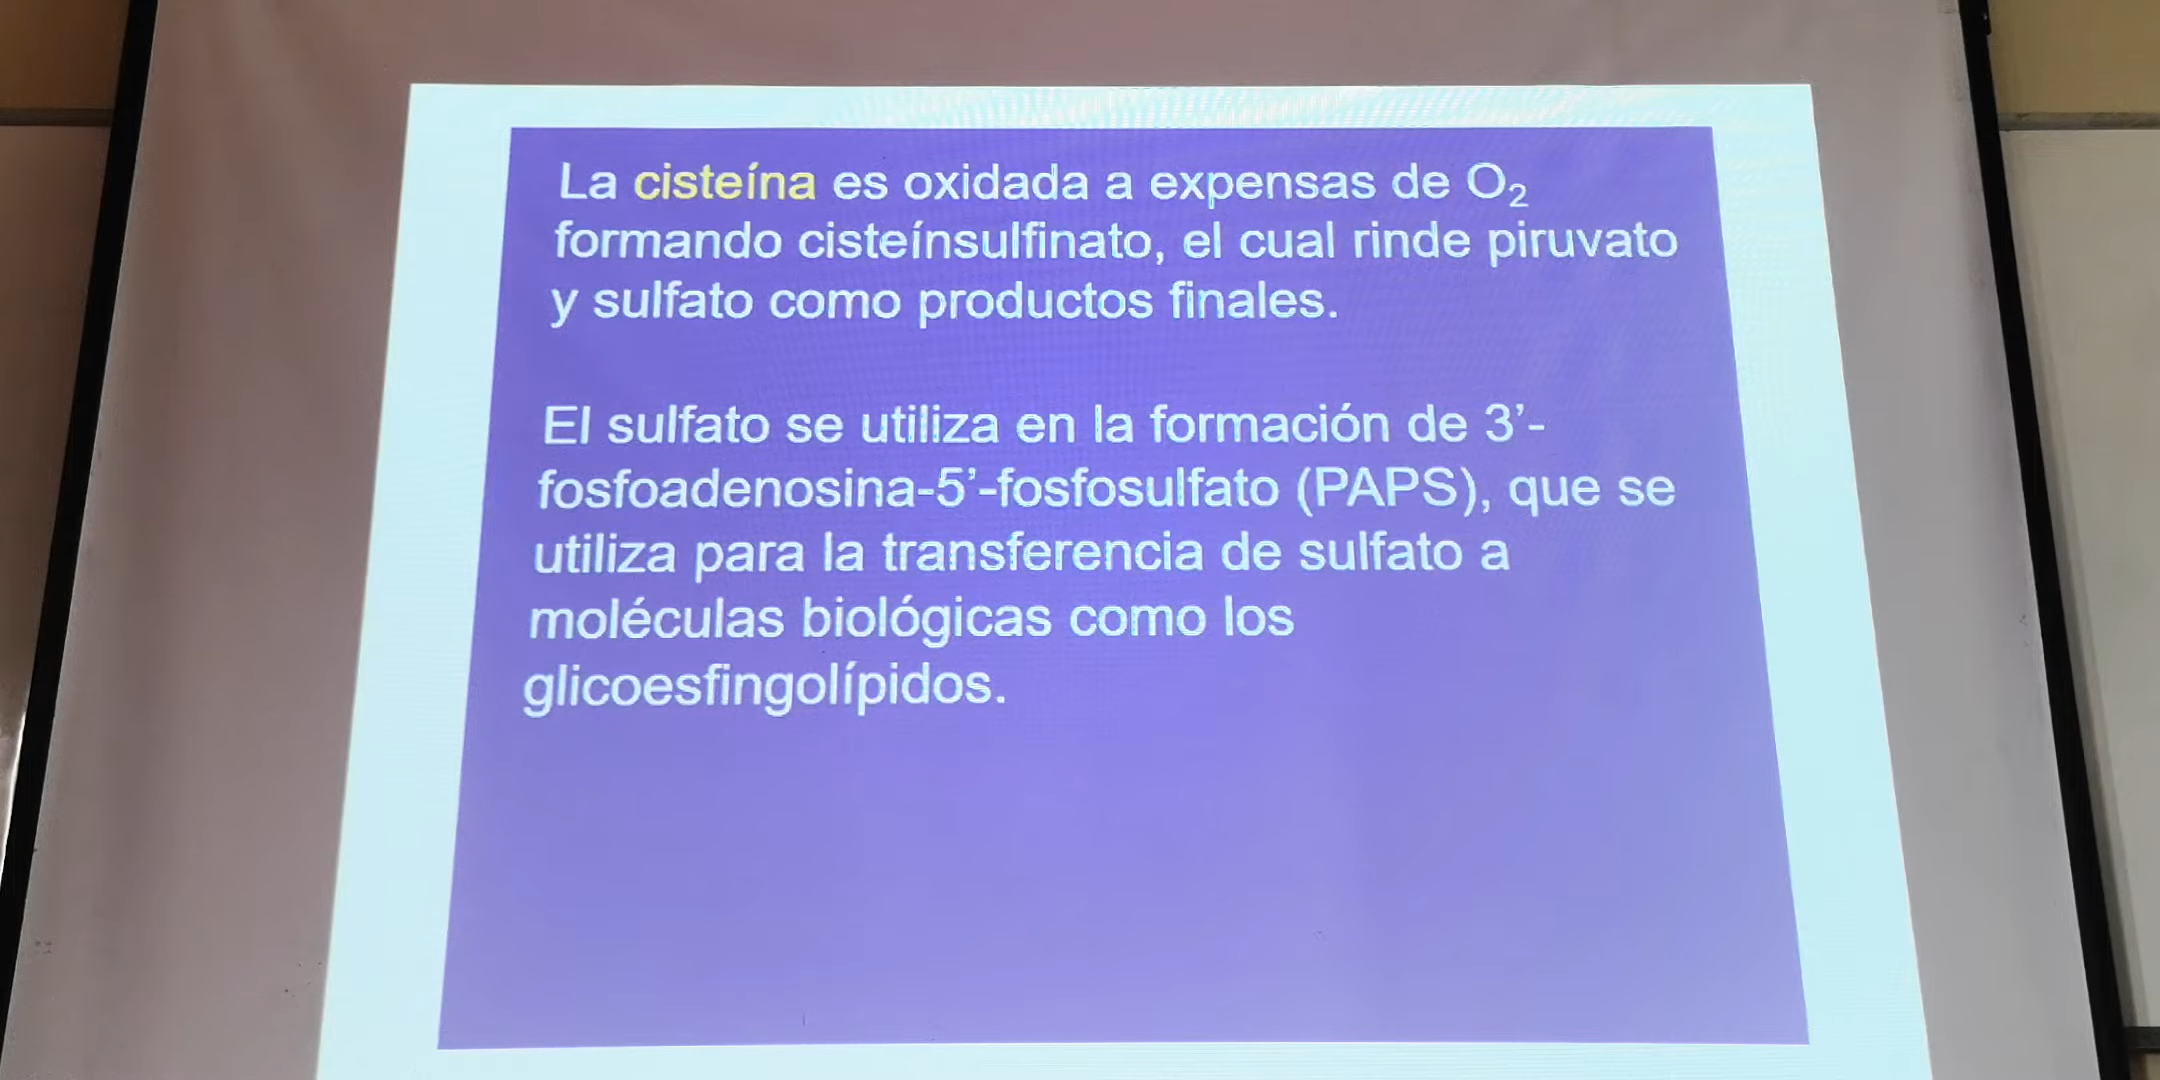 La cisteína es oxidada a expensas de O₂
formando cisteínsulfinato, el cual rinde piruvato
y sulfato como productos finales.
El sulfato se utiliza en la formación de 3’-
fosfoadenosina-5’-fosfosulfato (PAPS), que se
utiliza para la transferencia de sulfato a
moléculas biológicas como los
glicoesfingolípidos.